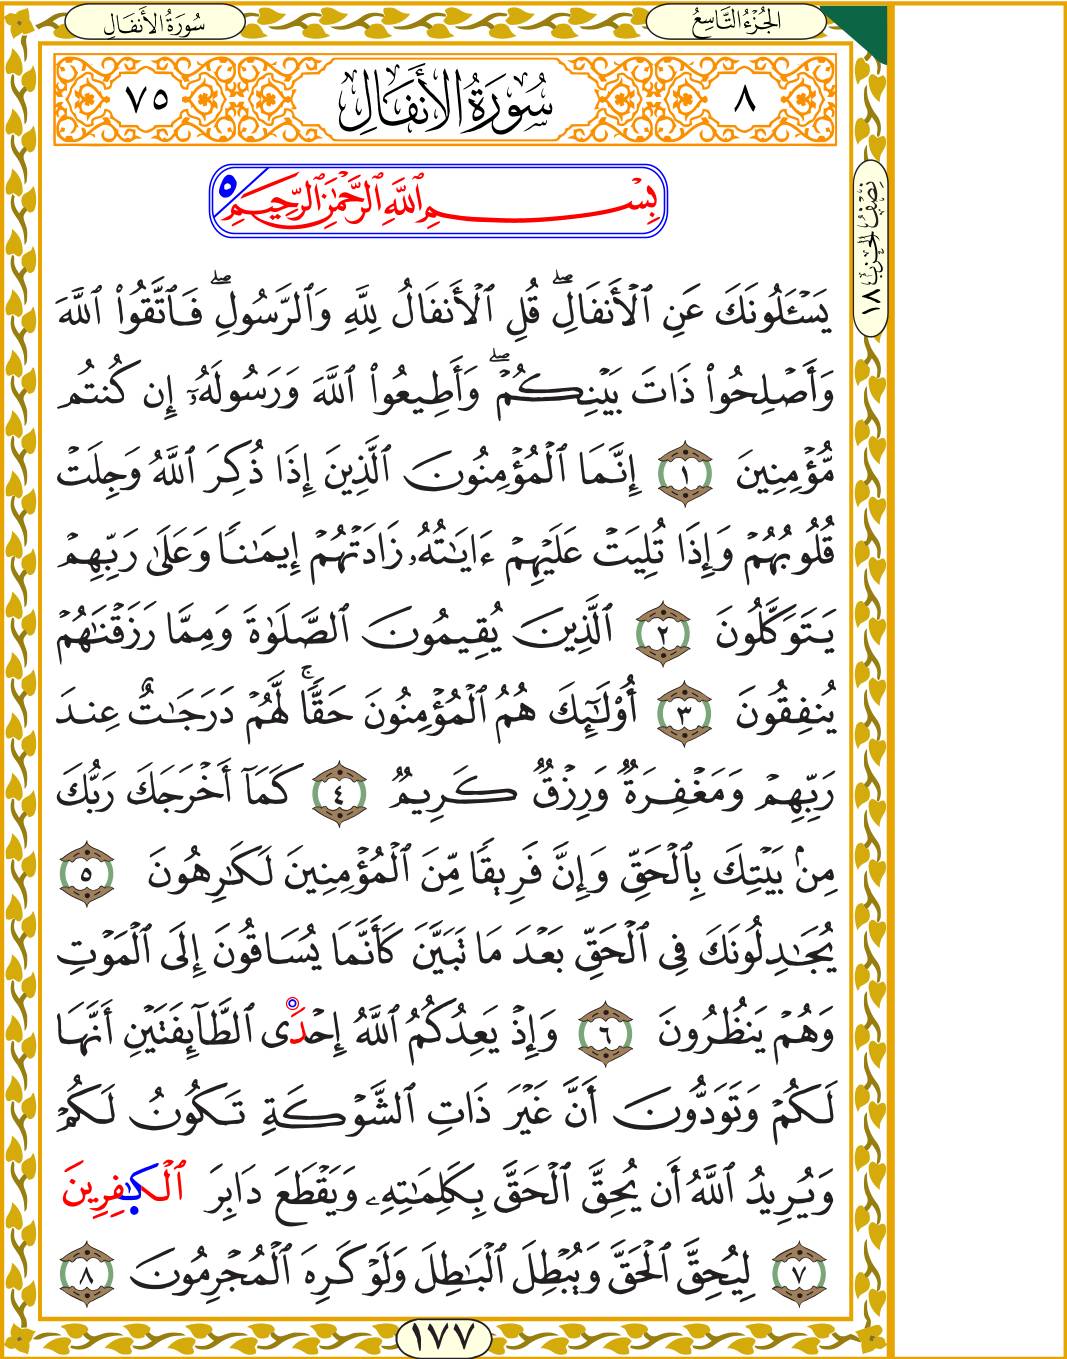 سُورَةُ الأَنفَالِ
الجُزْءُ التَّاسِعُ
٨ سُورَةُ الأَنفَالِ ٧٥
نِصْفُ الحِزْبِ ١٨
بِسْمِ ٱللَّهِ ٱلرَّحْمَٰنِ ٱلرَّحِيمِ ٥
يَسْـَٔلُونَكَ عَنِ ٱلْأَنفَالِۖ قُلِ ٱلْأَنفَالُ لِلَّهِ وَٱلرَّسُولِۖ فَٱتَّقُوا۟ ٱللَّهَ
وَأَصْلِحُوا۟ ذَاتَ بَيْنِكُمْۖ وَأَطِيعُوا۟ ٱللَّهَ وَرَسُولَهُۥٓ إِن كُنتُم
مُّؤْمِنِينَ ١ إِنَّمَا ٱلْمُؤْمِنُونَ ٱلَّذِينَ إِذَا ذُكِرَ ٱللَّهُ وَجِلَتْ
قُلُوبُهُمْ وَإِذَا تُلِيَتْ عَلَيْهِمْ ءَايَٰتُهُۥ زَادَتْهُمْ إِيمَٰنًا وَعَلَىٰ رَبِّهِمْ
يَتَوَكَّلُونَ ٢ ٱلَّذِينَ يُقِيمُونَ ٱلصَّلَوٰةَ وَمِمَّا رَزَقْنَٰهُمْ
يُنفِقُونَ ٣ أُو۟لَٰٓئِكَ هُمُ ٱلْمُؤْمِنُونَ حَقًّاۚ لَّهُمْ دَرَجَٰتٌ عِندَ
رَبِّهِمْ وَمَغْفِرَةٌ وَرِزْقٌ كَرِيمٌ ٤ كَمَآ أَخْرَجَكَ رَبُّكَ
مِنۢ بَيْتِكَ بِٱلْحَقِّ وَإِنَّ فَرِيقًا مِّنَ ٱلْمُؤْمِنِينَ لَكَٰرِهُونَ ٥
يُجَٰدِلُونَكَ فِى ٱلْحَقِّ بَعْدَ مَا تَبَيَّنَ كَأَنَّمَا يُسَاقُونَ إِلَى ٱلْمَوْتِ
وَهُمْ يَنظُرُونَ ٦ وَإِذْ يَعِدُكُمُ ٱللَّهُ إِحْدَى ٱلطَّآئِفَتَيْنِ أَنَّهَا
لَكُمْ وَتَوَدُّونَ أَنَّ غَيْرَ ذَاتِ ٱلشَّوْكَةِ تَكُونُ لَكُمْ
وَيُرِيدُ ٱللَّهُ أَن يُحِقَّ ٱلْحَقَّ بِكَلِمَٰتِهِۦ وَيَقْطَعَ دَابِرَ ٱلْكَٰفِرِينَ
٧ لِيُحِقَّ ٱلْحَقَّ وَيُبْطِلَ ٱلْبَٰطِلَ وَلَوْ كَرِهَ ٱلْمُجْرِمُونَ ٨
١٧٧